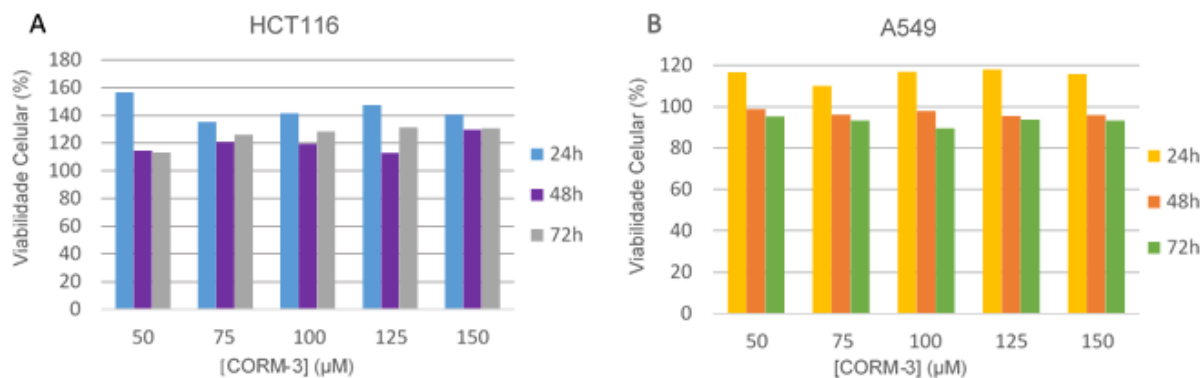 A
HCT116
Viabilidade Celular (%)
180
160
140
120
100
80
60
40
20
0
50 75 100 125 150
[CORM-3] (µM)
24h
48h
72h
B
A549
Viabilidade Celular (%)
120
100
80
60
40
20
0
50 75 100 125 150
[CORM-3] (µM)
24h
48h
72h